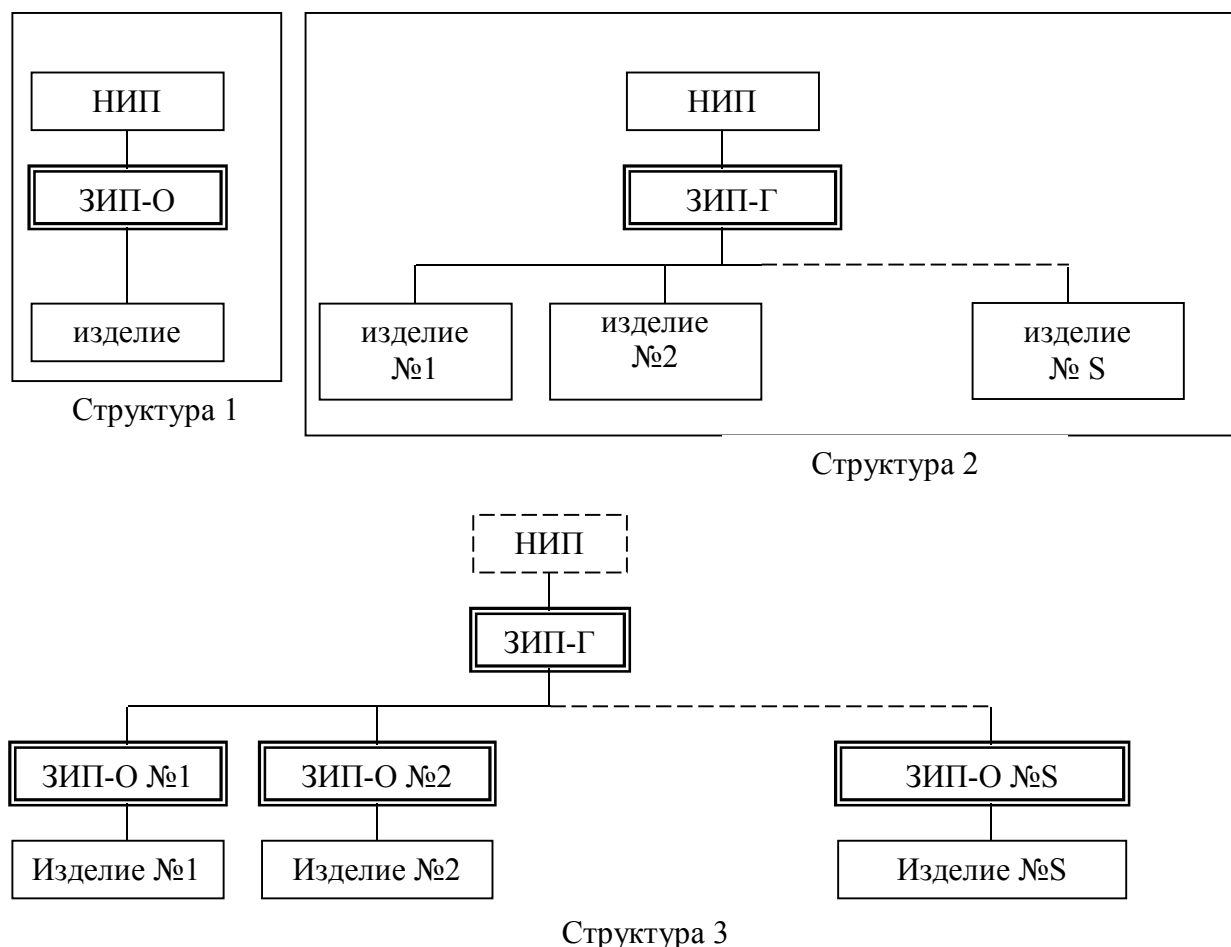 НИП
ЗИП-О
изделие
Структура 1
НИП
ЗИП-Г
изделие
№1
изделие
№2
изделие
№ S
Структура 2
НИП
ЗИП-Г
ЗИП-О №1
ЗИП-О №2
ЗИП-О №S
Изделие №1
Изделие №2
Изделие №S
Структура 3